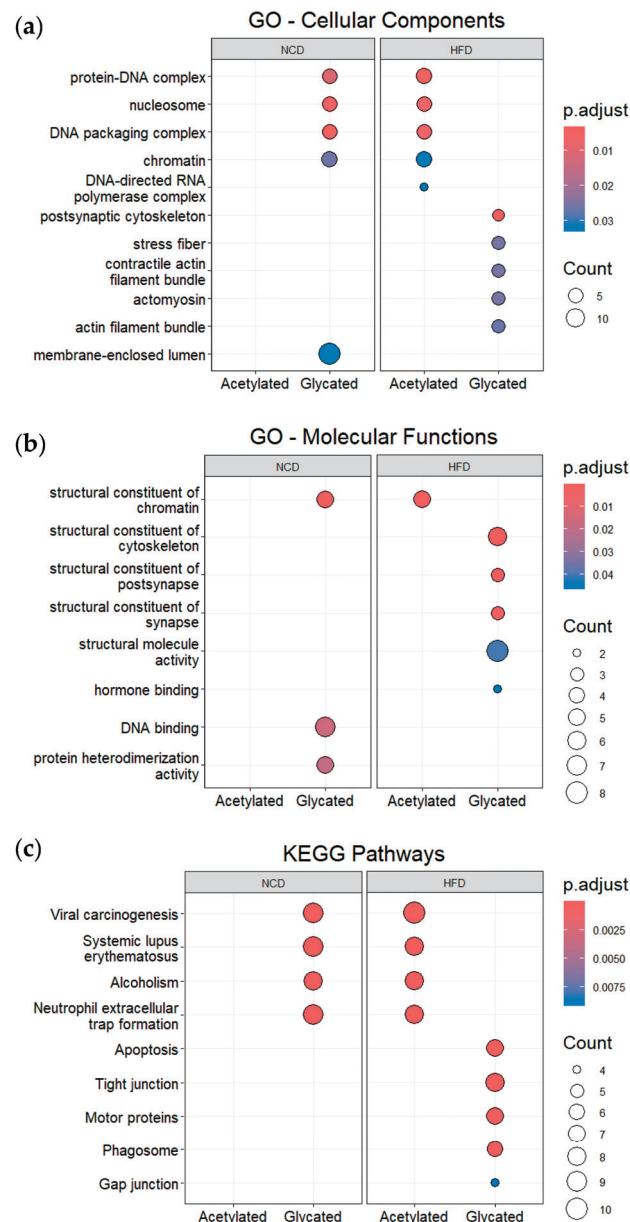 (a)
GO - Cellular Components
NCD
HFD
protein-DNA complex
nucleosome
DNA packaging complex
chromatin
DNA-directed RNA
polymerase complex
postsynaptic cytoskeleton
stress fiber
contractile actin
filament bundle
actomyosin
actin filament bundle
membrane-enclosed lumen
Acetylated
Glycated
Acetylated
Glycated
p.adjust
0.01
0.02
0.03
Count
5
10
(b)
GO - Molecular Functions
NCD
HFD
structural constituent of
chromatin
structural constituent of
cytoskeleton
structural constituent of
postsynapse
structural constituent of
synapse
structural molecule
activity
hormone binding
DNA binding
protein heterodimerization
activity
Acetylated
Glycated
Acetylated
Glycated
p.adjust
0.01
0.02
0.03
0.04
Count
2
3
4
5
6
7
8
(c)
KEGG Pathways
NCD
HFD
Viral carcinogenesis
Systemic lupus
erythematosus
Alcoholism
Neutrophil extracellular
trap formation
Apoptosis
Tight junction
Motor proteins
Phagosome
Gap junction
Acetylated
Glycated
Acetylated
Glycated
p.adjust
0.0025
0.0050
0.0075
Count
4
5
6
7
8
9
10